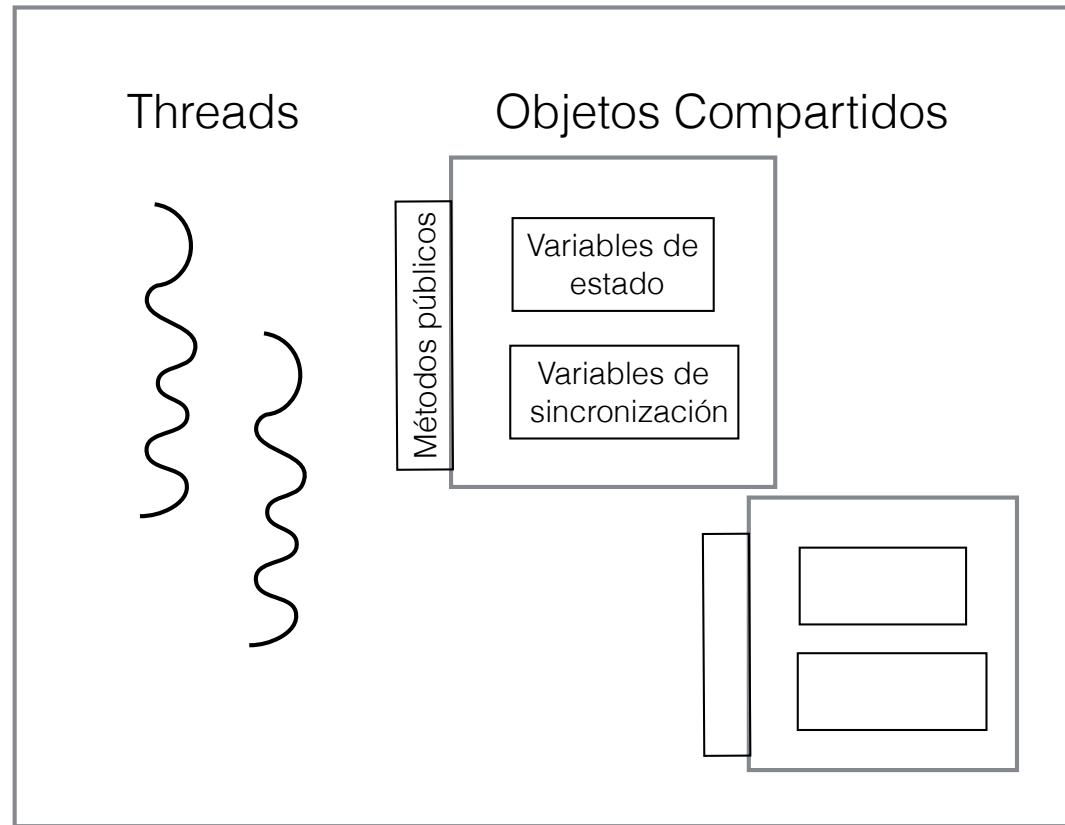 Threads
Objetos Compartidos
Métodos públicos
Variables de
estado
Variables de
sincronización